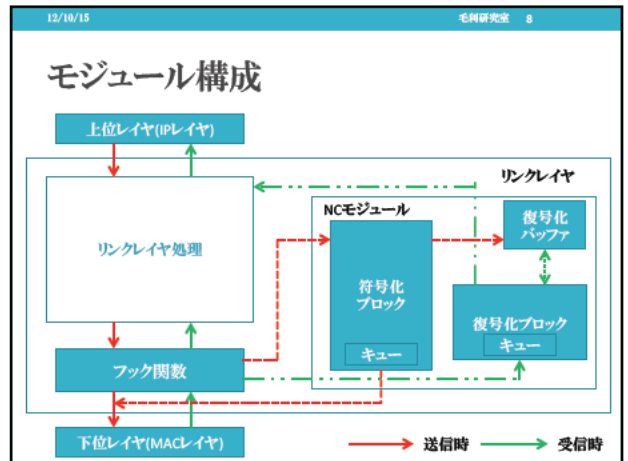 12/10/15
毛利研究室 8
モジュール構成
上位レイヤ(IPレイヤ)
リンクレイヤ
NCモジュール
復号化
バッファ
リンクレイヤ処理
符号化
ブロック
復号化ブロック
キュー
キュー
フック関数
下位レイヤ(MACレイヤ)
送信時
受信時